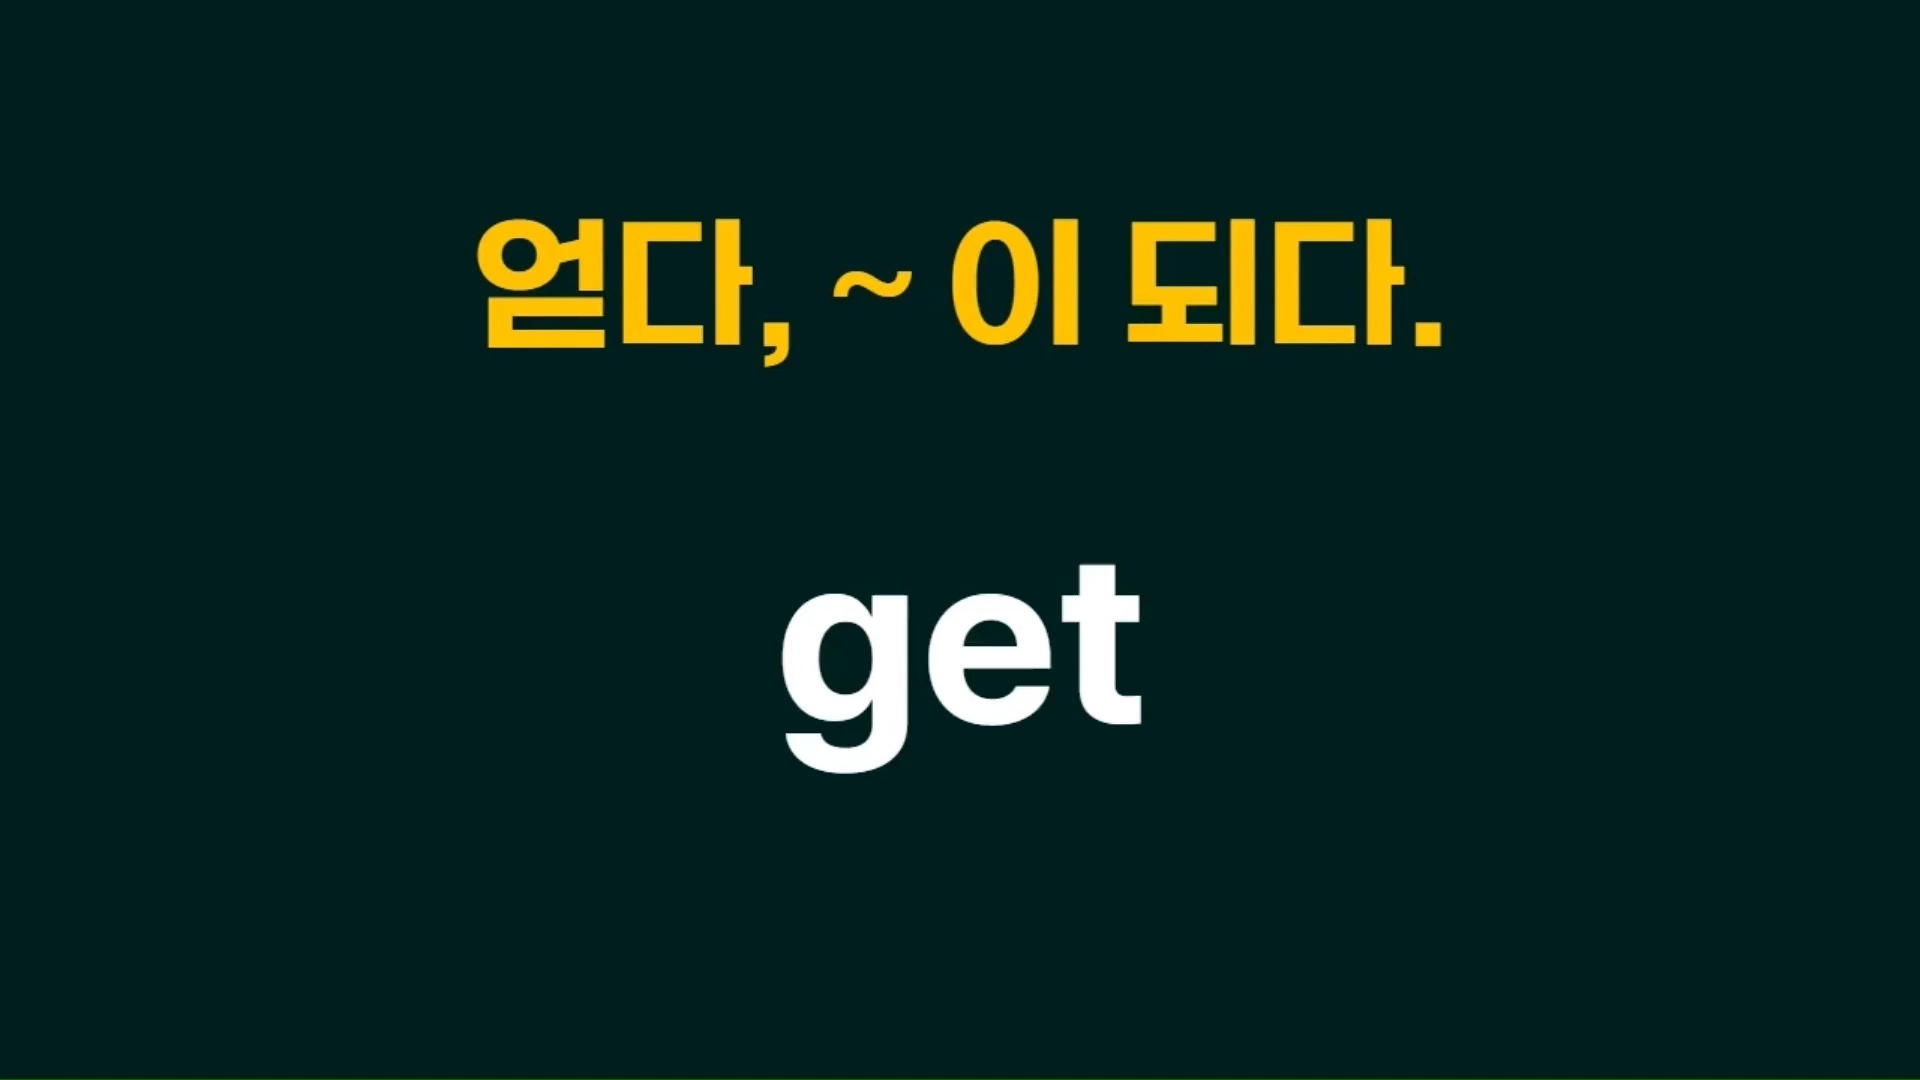 얻다, ~ 이 되다.
get